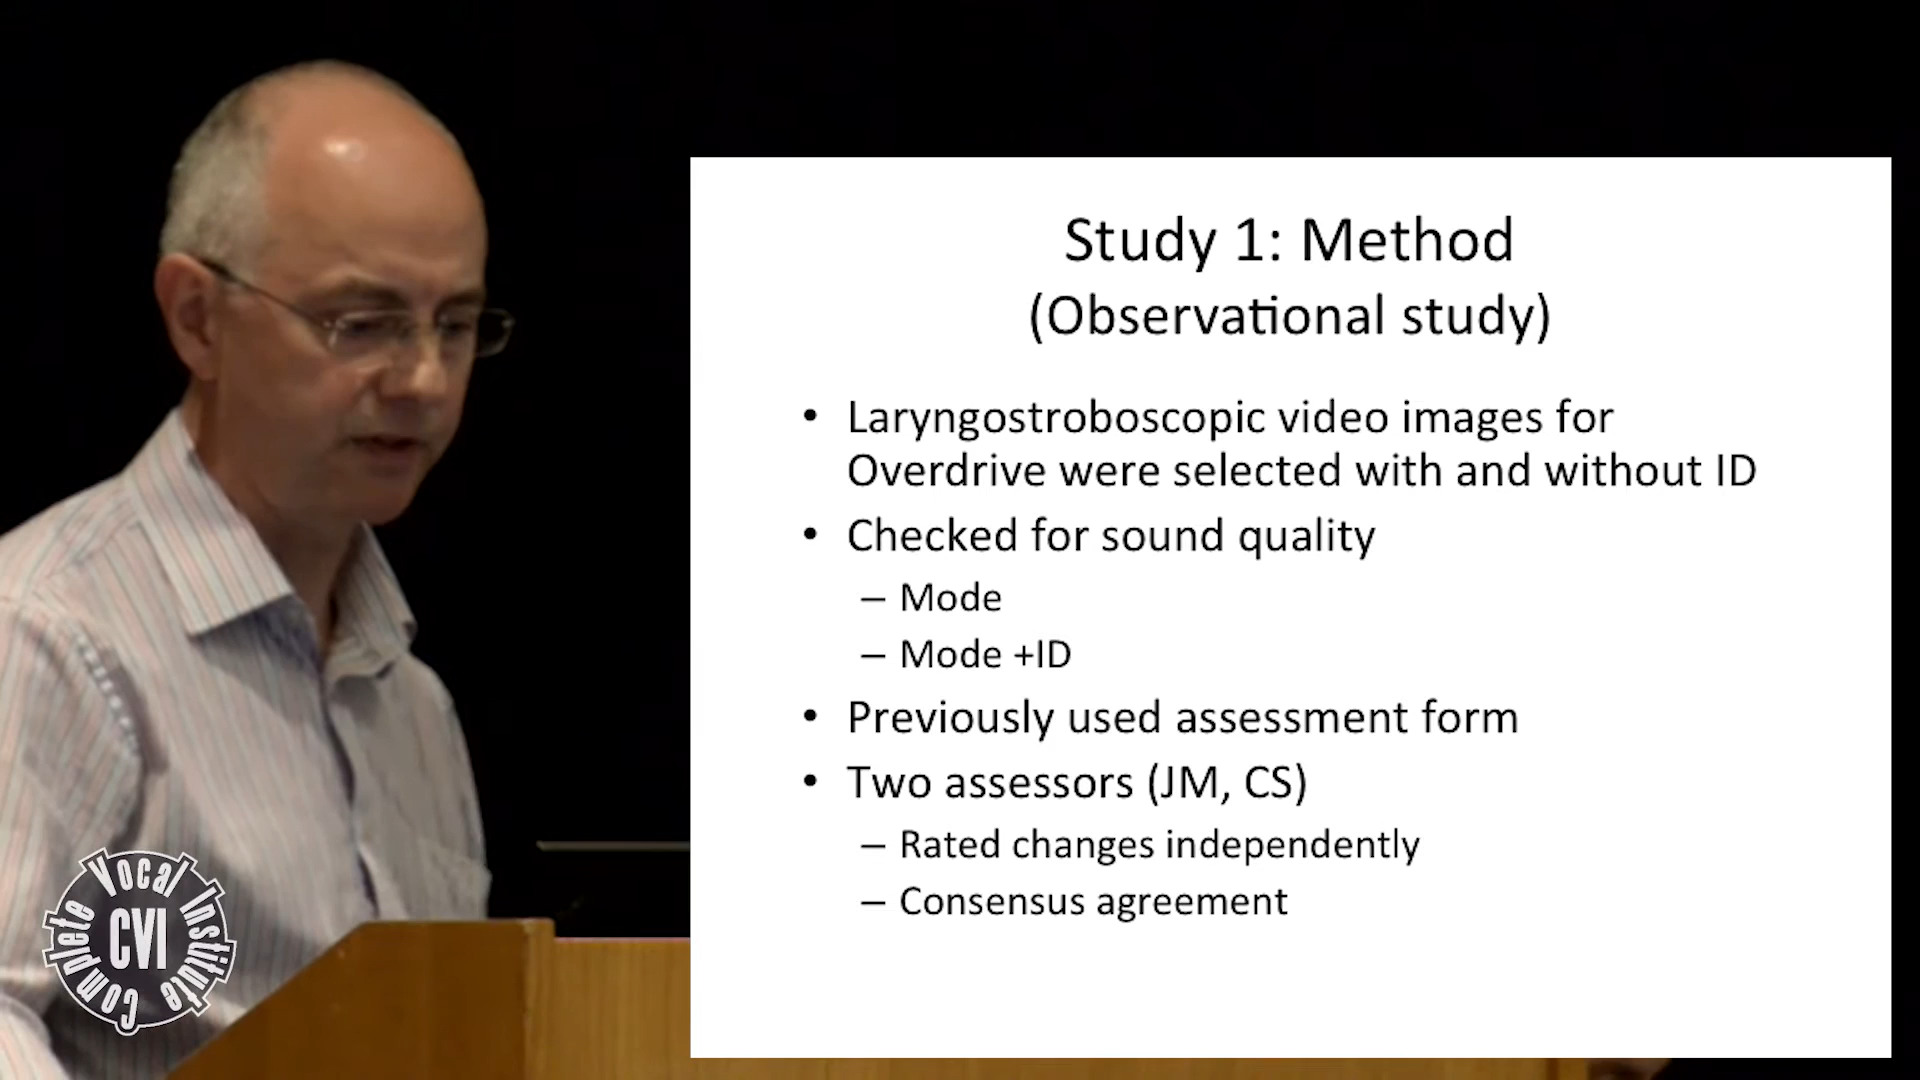 Study 1: Method
(Observational study)
• Laryngostroboscopic video images for
Overdrive were selected with and without ID
• Checked for sound quality
– Mode
– Mode +ID
• Previously used assessment form
• Two assessors (JM, CS)
– Rated changes independently
– Consensus agreement
Complete Vocal Institute
CVI